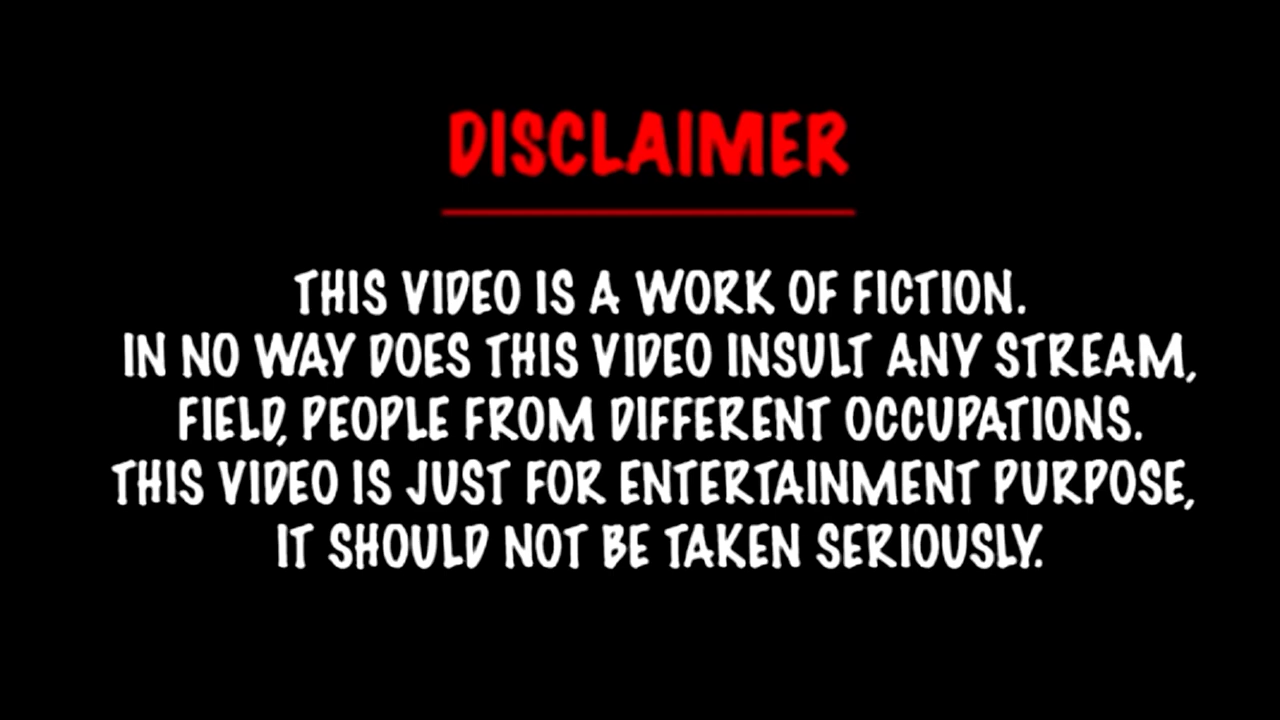 DISCLAIMER
THIS VIDEO IS A WORK OF FICTION.
IN NO WAY DOES THIS VIDEO INSULT ANY STREAM,
FIELD, PEOPLE FROM DIFFERENT OCCUPATIONS.
THIS VIDEO IS JUST FOR ENTERTAINMENT PURPOSE,
IT SHOULD NOT BE TAKEN SERIOUSLY.